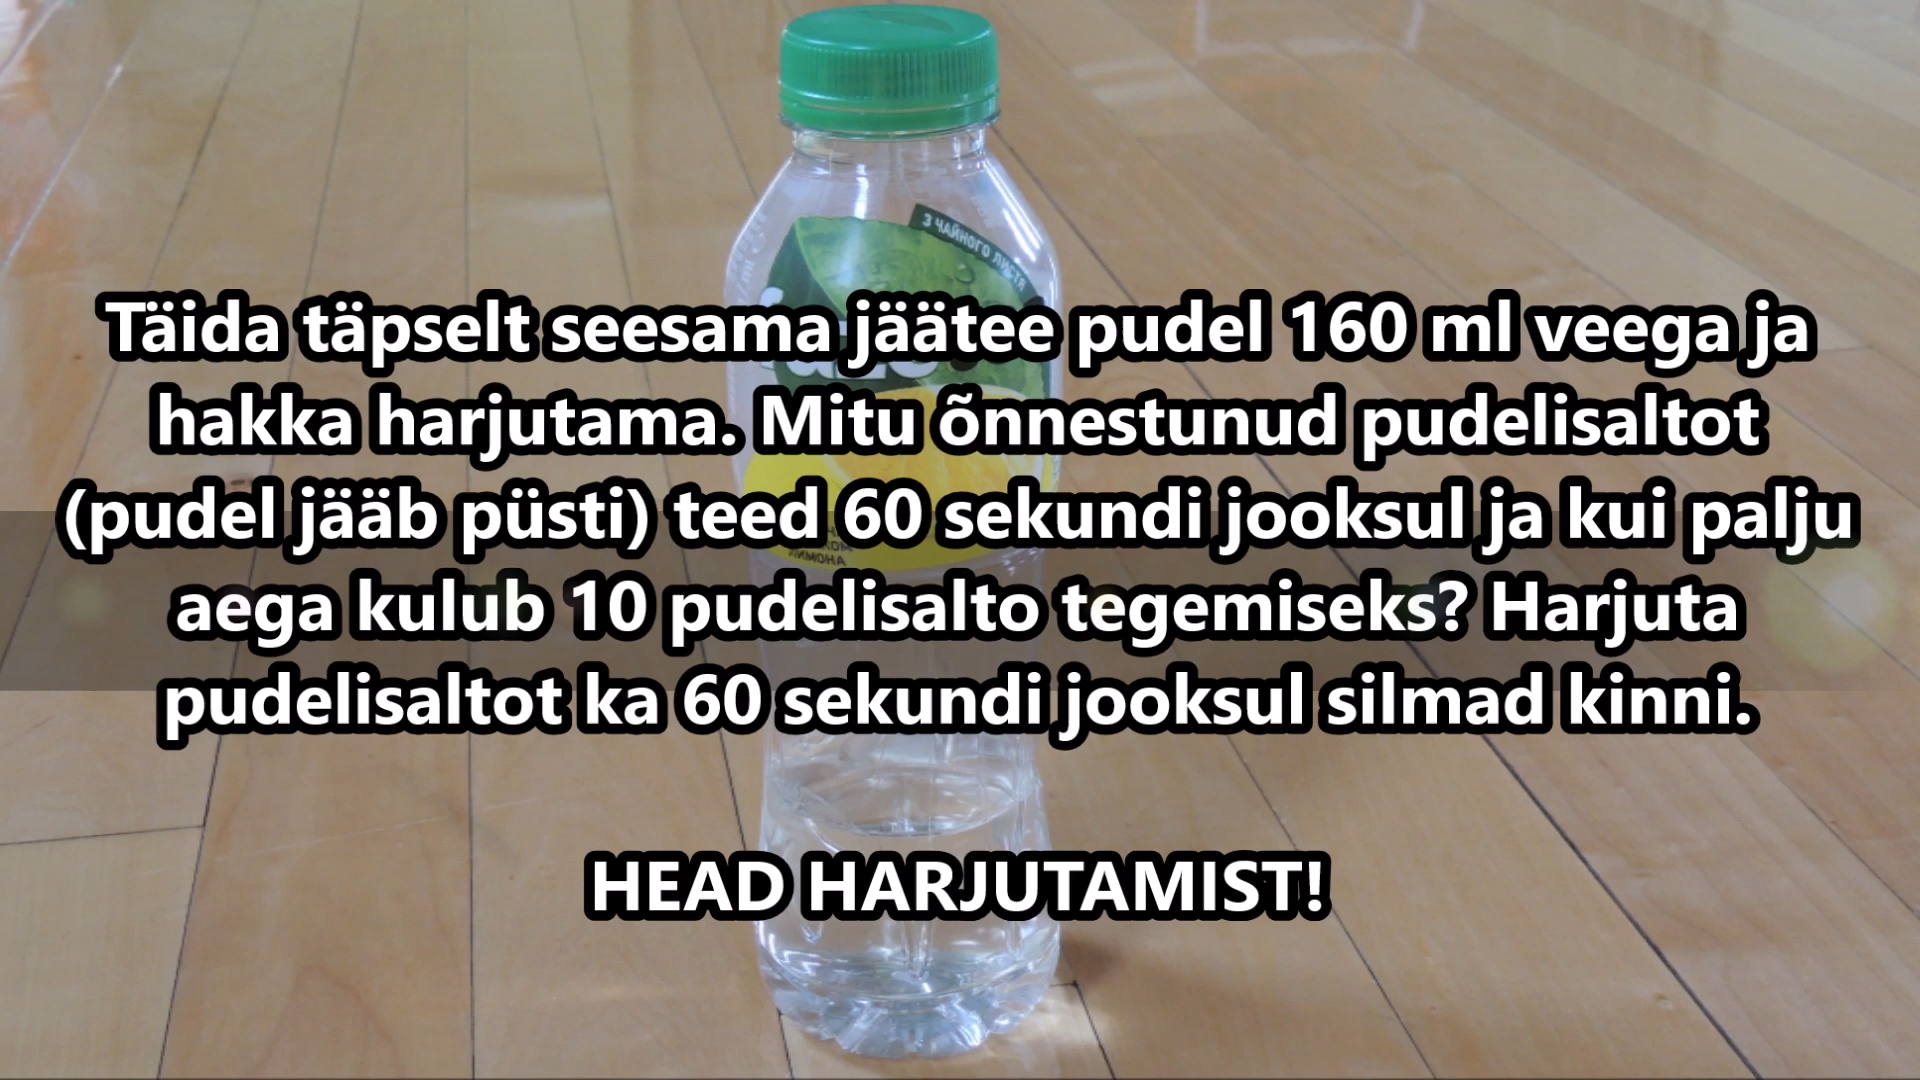 З ЧАЙНОГО ЛИСТЯ
Täida täpselt seesama jäätee pudel 160 ml veega ja
hakka harjutama. Mitu õnnestunud pudelisaltot
(pudel jääb püsti) teed 60 sekundi jooksul ja kui palju
aega kulub 10 pudelisalto tegemiseks? Harjuta
pudelisaltot ka 60 sekundi jooksul silmad kinni.
HEAD HARJUTAMIST!